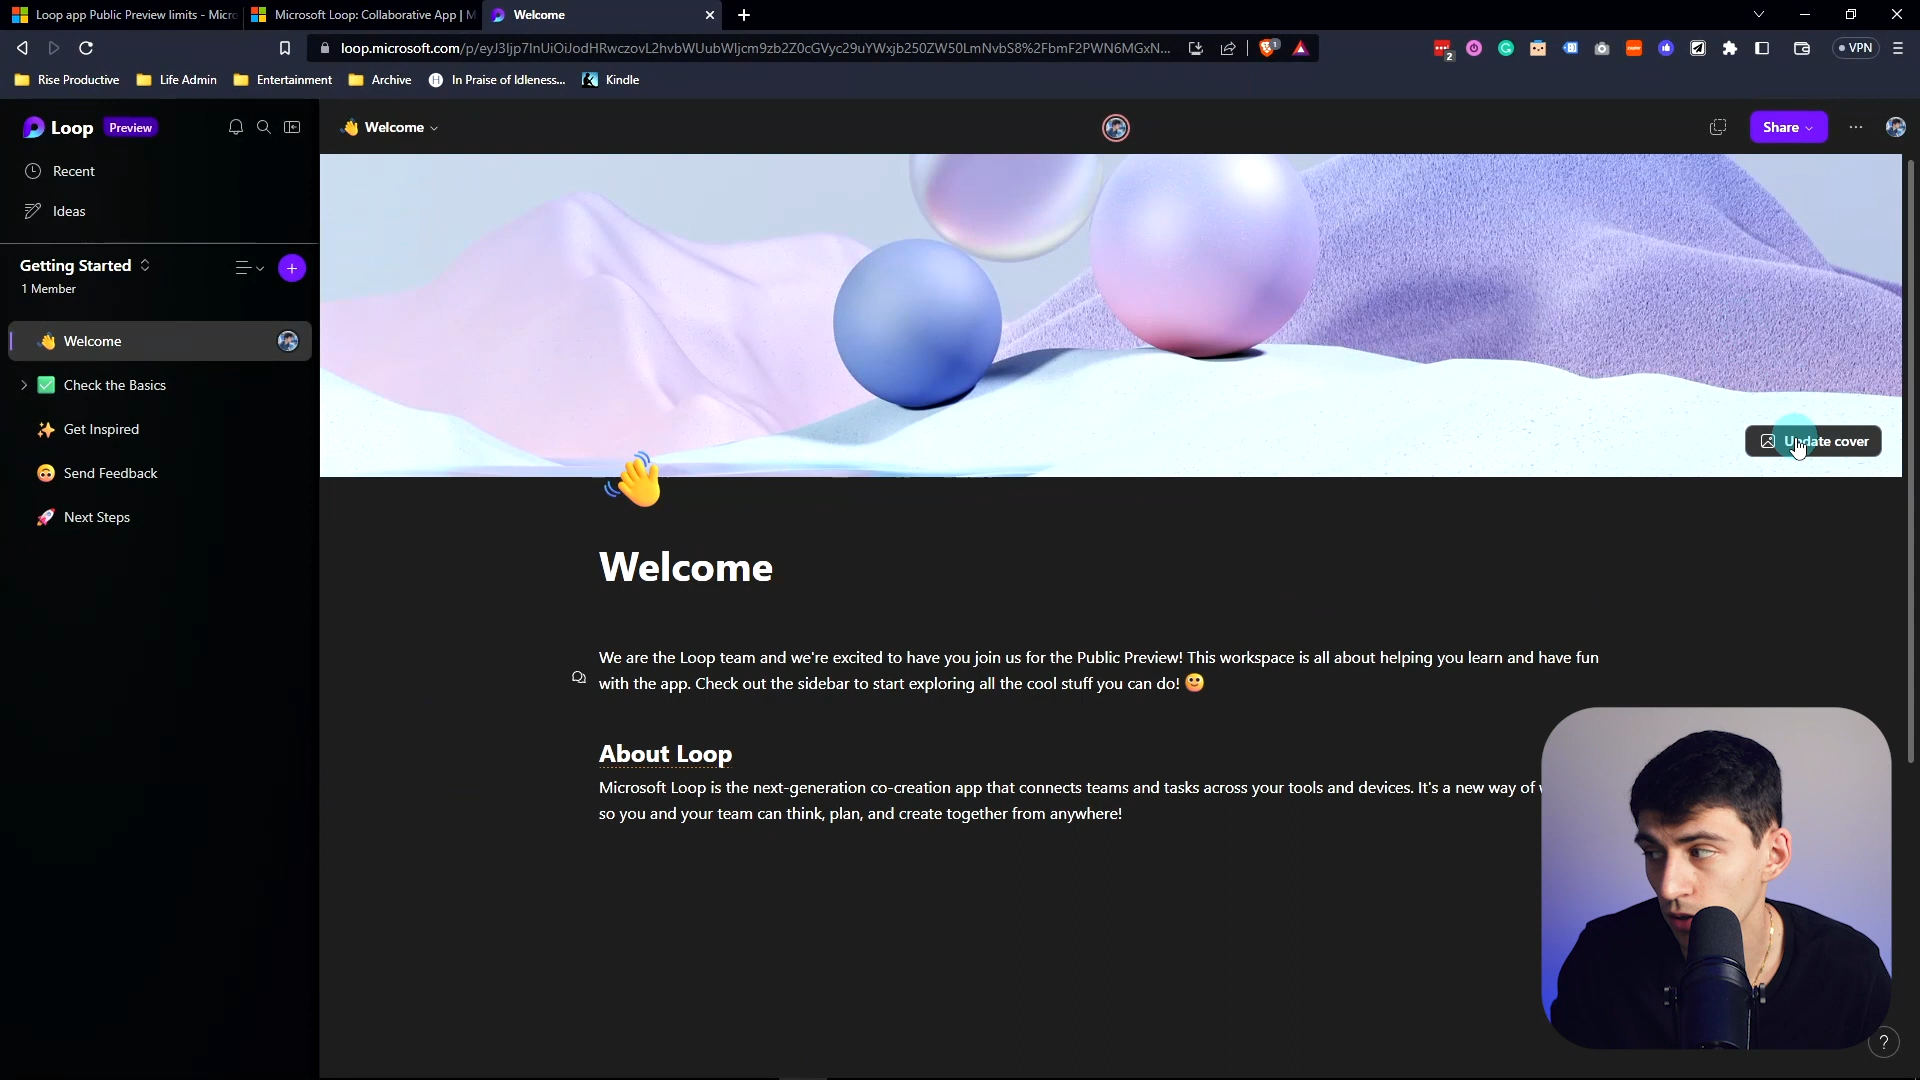 Loop app Public Preview limits - Micro
Microsoft Loop: Collaborative App | M
Welcome
VPN
Rise Productive
Life Admin
Entertainment
Archive
In Praise of Idleness...
Kindle
Loop Preview
Welcome
Share
Recent
Ideas
Getting Started
1 Member
Welcome
Check the Basics
Get Inspired
Send Feedback
Next Steps
Update cover
Welcome
We are the Loop team and we're excited to have you join us for the Public Preview! This workspace is all about helping you learn and have fun
with the app. Check out the sidebar to start exploring all the cool stuff you can do!
About Loop
Microsoft Loop is the next-generation co-creation app that connects teams and tasks across your tools and devices. It's a new way of
so you and your team can think, plan, and create together from anywhere!
?